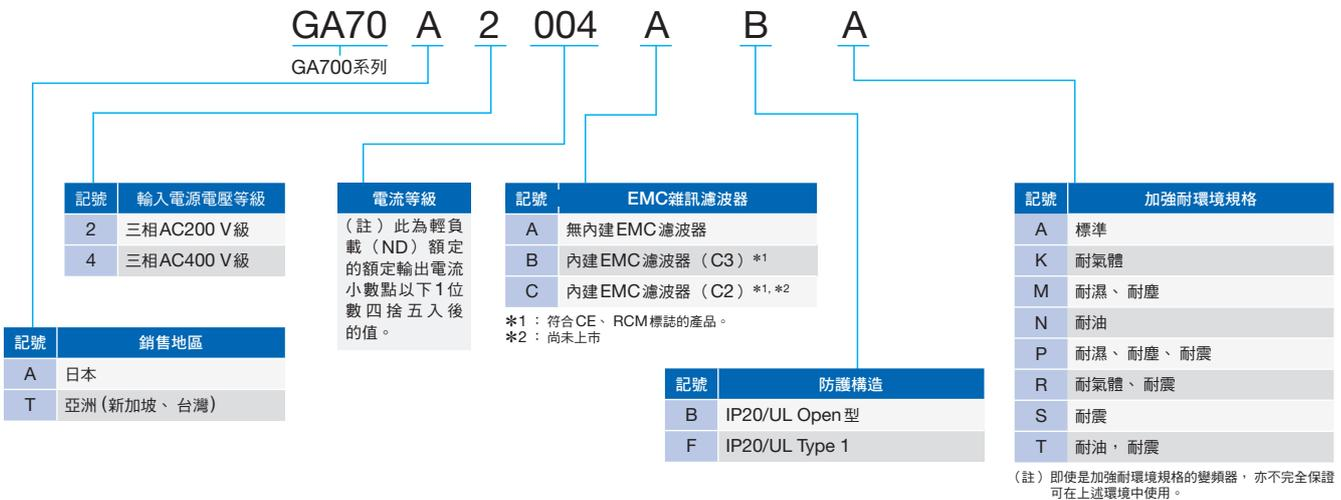 GA70 A 2 004 A B A
GA700系列
記號 輸入電源電壓等級
2 三相AC200 V級
4 三相AC400 V級
記號 銷售地區
A 日本
T 亞洲 (新加坡、台灣)
電流等級
（註）此為輕負
載（ND）額定
的額定輸出電流
小數點以下1位
數四捨五入後
的值。
記號 EMC雜訊濾波器
A 無內建EMC濾波器
B 內建EMC濾波器（C3）*1
C 內建EMC濾波器（C2）*1, *2
*1：符合CE、RCM標誌的產品。
*2：尚未上市
記號 防護構造
B IP20/UL Open型
F IP20/UL Type 1
記號 加強耐環境規格
A 標準
K 耐氣體
M 耐濕、耐塵
N 耐油
P 耐濕、耐塵、耐震
R 耐氣體、耐震
S 耐震
T 耐油，耐震
（註）即使是加強耐環境規格的變頻器，亦不完全保證
可在上述環境中使用。